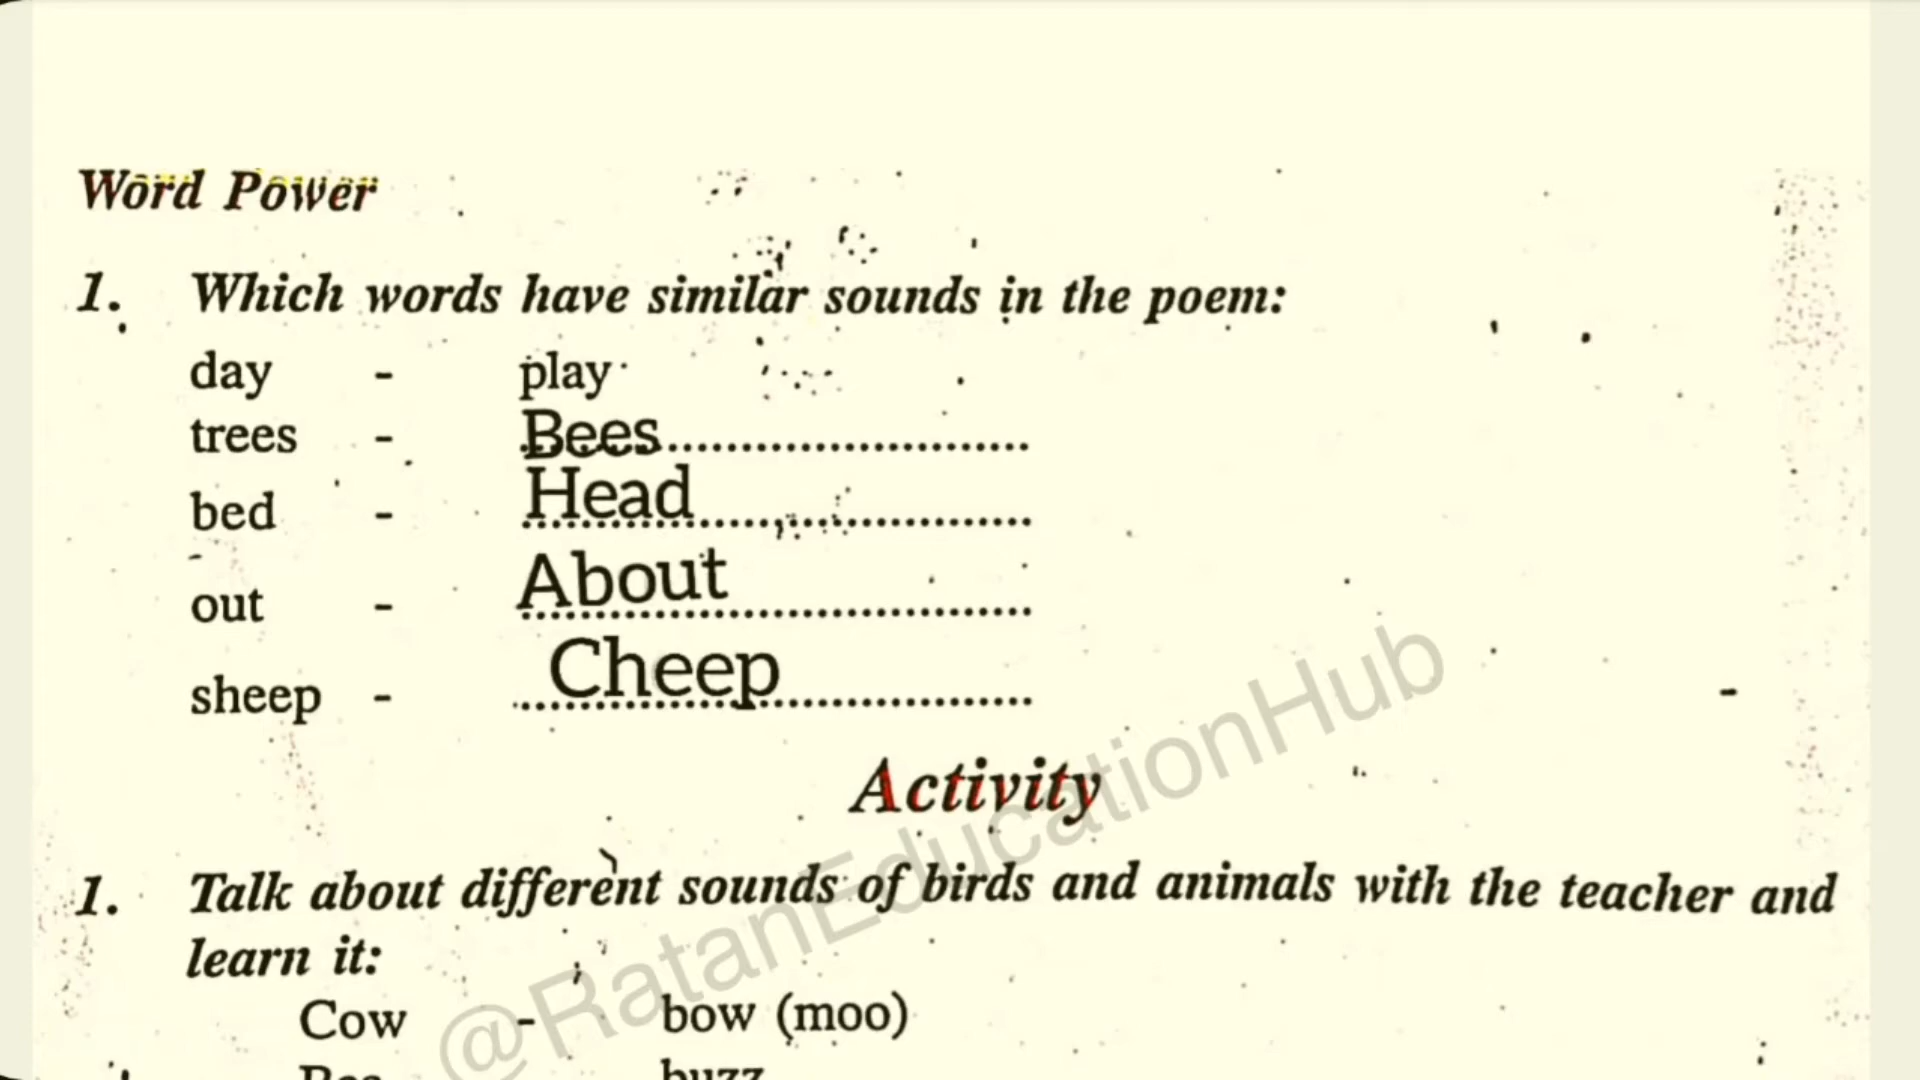 Word Power
1. Which words have similar sounds in the poem:
day - play
trees - Bees
bed - Head
out - About
sheep - Cheep
Activity
1. Talk about different sounds of birds and animals with the teacher and
learn it:
Cow - bow (moo)
Bee buzz
@RatanEducationHub